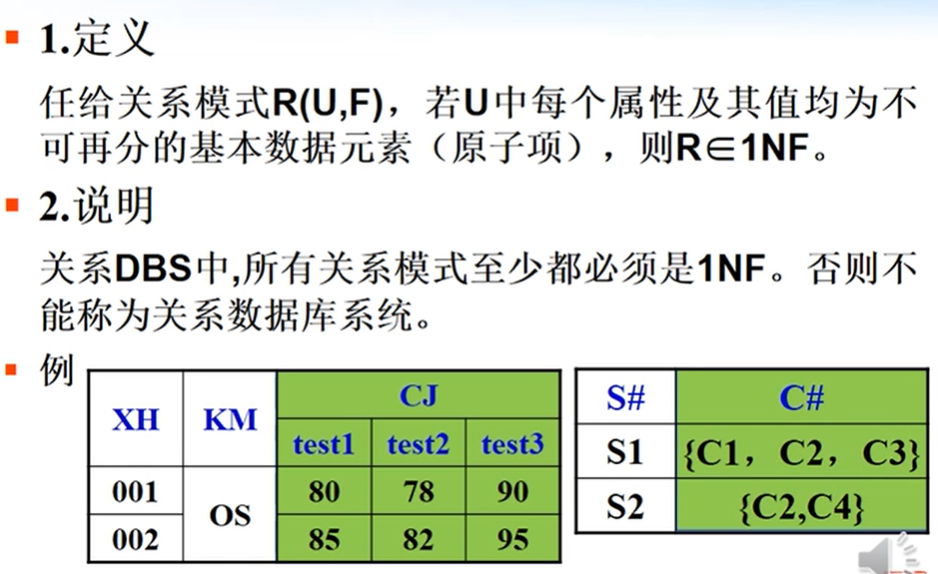 1.定义
任给关系模式R(U,F)，若U中每个属性及其值均为不
可再分的基本数据元素（原子项），则R∈1NF。
2.说明
关系DBS中,所有关系模式至少都必须是1NF。否则不
能称为关系数据库系统。
例
XH KM CJ
test1 test2 test3
001 OS 80 78 90
002 85 82 95
S# C#
S1 {C1，C2，C3}
S2 {C2,C4}